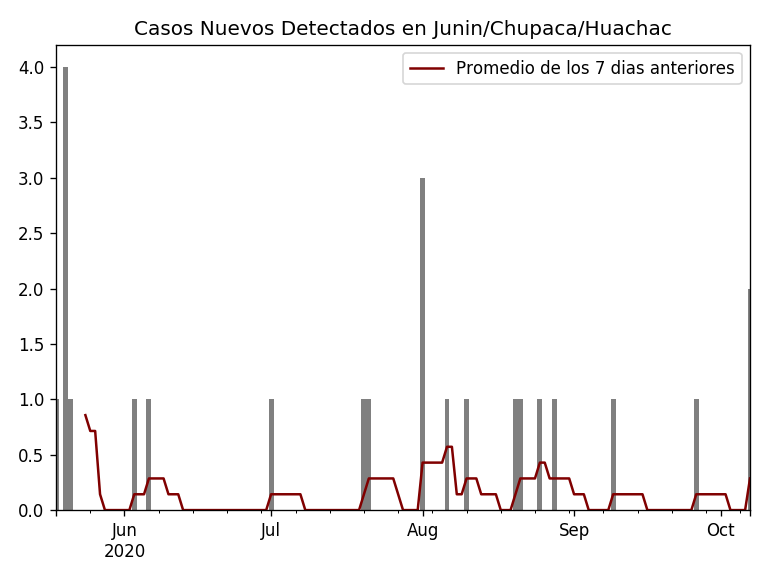 Casos Nuevos Detectados en Junin/Chupaca/Huachac
Promedio de los 7 dias anteriores
4.0
3.5
3.0
2.5
2.0
1.5
1.0
0.5
0.0
Jun
2020
Jul
Aug
Sep
Oct